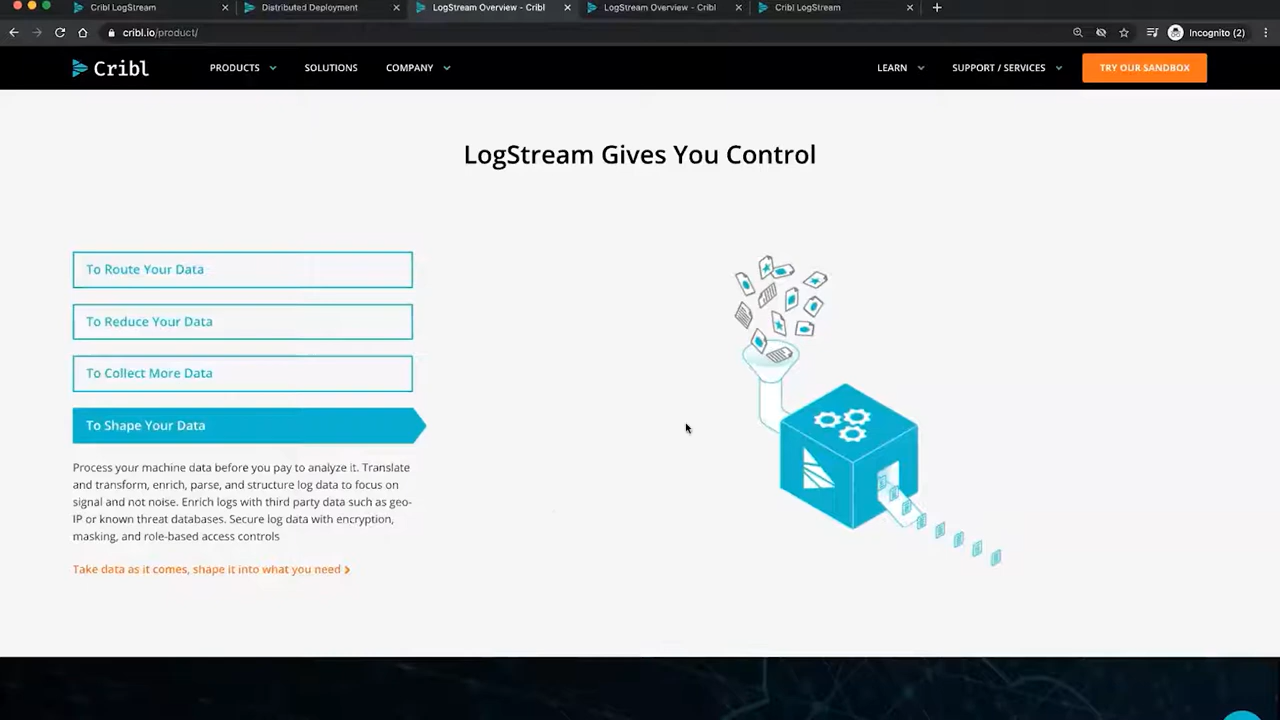 Cribl LogStream
Distributed Deployment
LogStream Overview - Cribl
LogStream Overview - Cribl
Cribl LogStream
cribl.io/product/
Incognito (2)
Cribl
PRODUCTS
SOLUTIONS
COMPANY
LEARN
SUPPORT / SERVICES
TRY OUR SANDBOX
LogStream Gives You Control
To Route Your Data
To Reduce Your Data
To Collect More Data
To Shape Your Data
Process your machine data before you pay to analyze it. Translate
and transform, enrich, parse, and structure log data to focus on
signal and not noise. Enrich logs with third party data such as geo-
IP or known threat databases. Secure log data with encryption,
masking, and role-based access controls
Take data as it comes, shape it into what you need